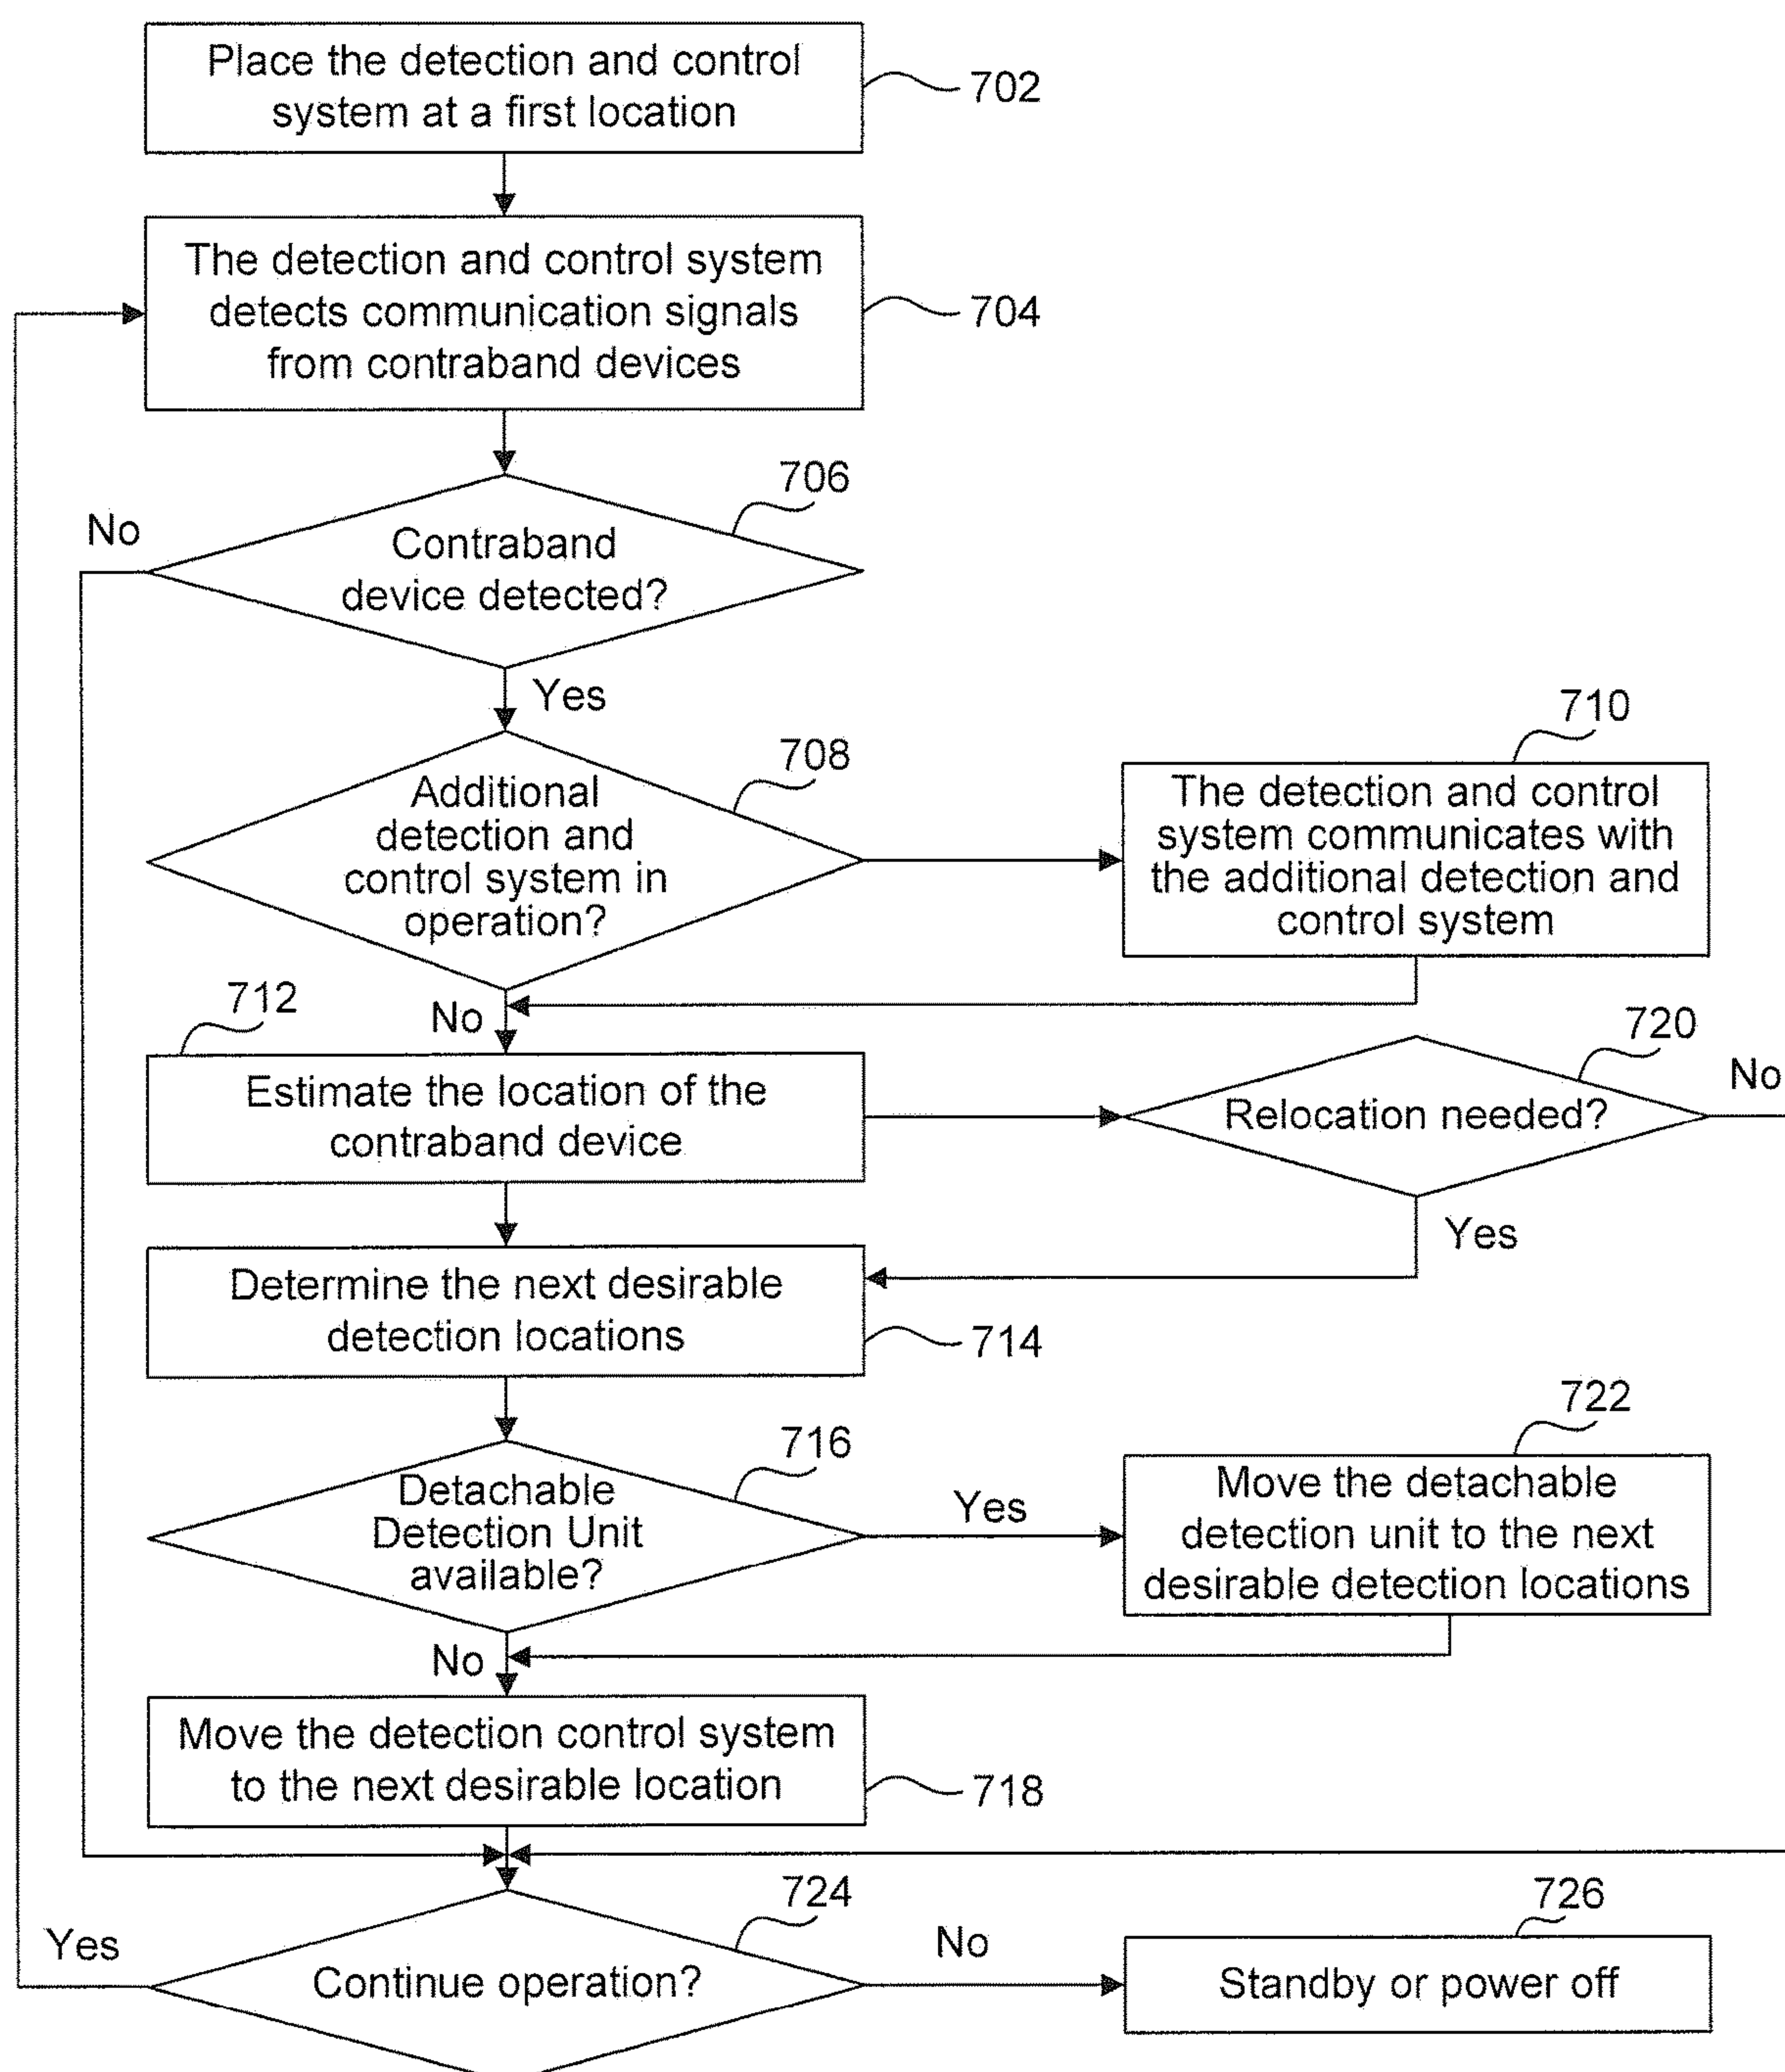 Place the detection and control
system at a first location
702
The detection and control system
detects communication signals
from contraband devices
704
706
No
Contraband
device detected?
Yes
708
Additional
detection and
control system in
operation?
710
The detection and control
system communicates with
the additional detection and
control system
712
No
Estimate the location of the
contraband device
720
Relocation needed?
No
Yes
Determine the next desirable
detection locations
714
716
Detachable
Detection Unit
available?
Yes
722
Move the detachable
detection unit to the next
desirable detection locations
No
Move the detection control system
to the next desirable location
718
724
Yes
Continue operation?
No
726
Standby or power off